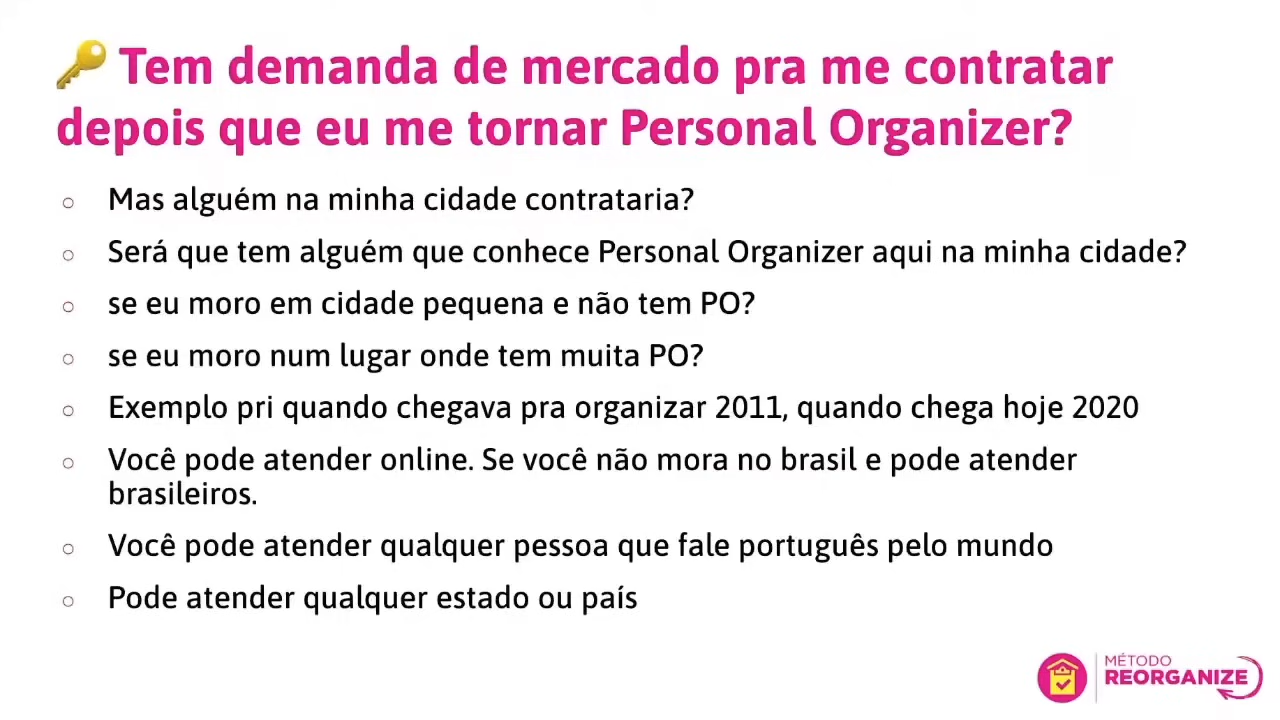 Tem demanda de mercado pra me contratar
depois que eu me tornar Personal Organizer?
Mas alguém na minha cidade contrataria?
Será que tem alguém que conhece Personal Organizer aqui na minha cidade?
se eu moro em cidade pequena e não tem PO?
se eu moro num lugar onde tem muita PO?
Exemplo pri quando chegava pra organizar 2011, quando chega hoje 2020
Você pode atender online. Se você não mora no brasil e pode atender
brasileiros.
Você pode atender qualquer pessoa que fale português pelo mundo
Pode atender qualquer estado ou país
MÉTODO
REORGANIZE